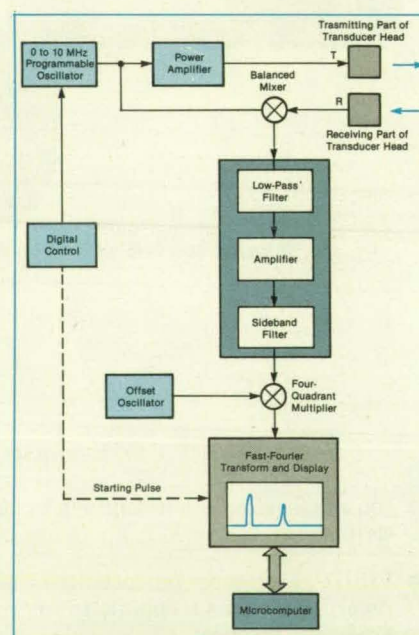 0 to 10 MHz
Programmable
Oscillator
Power
Amplifier
Trasmitting Part of
Transducer Head
T
Balanced
Mixer
R
Receiving Part of
Transducer Head
Low-Pass
Filter
Digital
Control
Amplifier
Sideband
Filter
Offset
Oscillator
Four-
Quadrant
Multiplier
Fast-Fourier
Transform and Display
Starting Pulse
Microcomputer